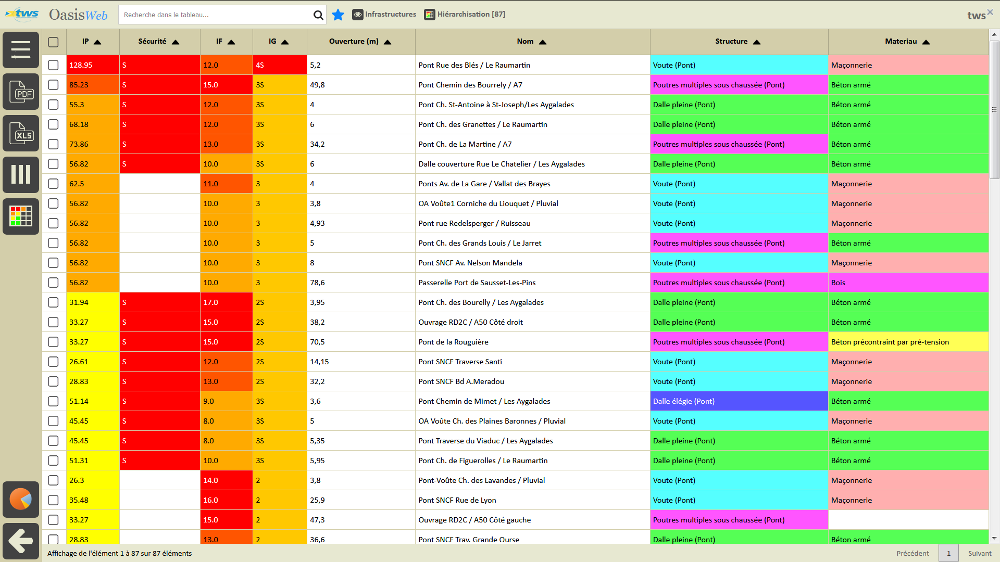 tws OasisWeb Recherche dans le tableau... Infrastructures Hiérarchisation [87] tws
IP Sécurité IF IG Ouverture (m) Nom Structure Materiau
128.95 S 12.0 4S 5,2 Pont Rue des Blés / Le Raumartin Voute (Pont) Maçonnerie
PDF 85.23 S 15.0 3S 49,8 Pont Chemin des Bourrely / A7 Poutres multiples sous chaussée (Pont) Béton armé
55.3 S 12.0 3S 4 Pont Ch. St-Antoine à St-Joseph/Les Aygalades Dalle pleine (Pont) Béton armé
XLS 68.18 S 12.0 3S 6 Pont Ch. des Granettes / Le Raumartin Dalle pleine (Pont) Béton armé
73.86 S 13.0 3S 34,2 Pont Ch. de La Martine / A7 Poutres multiples sous chaussée (Pont) Béton armé
56.82 S 10.0 3S 6 Dalle couverture Rue Le Chatelier / Les Aygalades Dalle pleine (Pont) Béton armé
62.5 11.0 3 4 Ponts Av. de La Gare / Vallat des Brayes Voute (Pont) Maçonnerie
56.82 10.0 3 3,8 OA Voûte1 Corniche du Liouquet / Pluvial Voute (Pont) Maçonnerie
56.82 10.0 3 4,93 Pont rue Redelsperger / Ruisseau Voute (Pont) Maçonnerie
56.82 10.0 3 5 Pont Ch. des Grands Louis / Le Jarret Poutres multiples sous chaussée (Pont) Béton armé
56.82 10.0 3 8 Pont SNCF Av. Nelson Mandela Voute (Pont) Maçonnerie
56.82 10.0 3 78,6 Passerelle Port de Sausset-Les-Pins Poutres multiples sous chaussée (Pont) Bois
31.94 S 17.0 2S 3,95 Pont Ch. des Bourelly / Les Aygalades Dalle pleine (Pont) Béton armé
33.27 S 15.0 2S 38,2 Ouvrage RD2C / A50 Côté droit Dalle pleine (Pont) Béton armé
33.27 S 15.0 2S 70,5 Pont de la Rouguière Poutres multiples sous chaussée (Pont) Béton précontraint par pré-tension
26.61 S 12.0 2S 14,15 Pont SNCF Traverse Santi Voute (Pont) Maçonnerie
28.83 S 13.0 2S 32,2 Pont SNCF Bd A.Meradou Voute (Pont) Maçonnerie
51.14 S 9.0 3S 3,6 Pont Chemin de Mimet / Les Aygalades Dalle élégie (Pont) Béton armé
45.45 S 8.0 3S 5 OA Voûte Ch. des Plaines Baronnes / Pluvial Voute (Pont) Maçonnerie
45.45 S 8.0 3S 5,35 Pont Traverse du Viaduc / Les Aygalades Dalle pleine (Pont) Béton armé
51.31 S 10.0 3S 5,95 Pont Ch. de Figuerolles / Le Raumartin Dalle pleine (Pont) Béton armé
26.3 14.0 2 3,8 Pont-Voûte Ch. des Lavandes / Pluvial Voute (Pont) Maçonnerie
35.48 16.0 2 25,9 Pont SNCF Rue de Lyon Voute (Pont) Maçonnerie
33.27 15.0 2 47,3 Ouvrage RD2C / A50 Côté gauche Poutres multiples sous chaussée (Pont)
28.83 13.0 2 36,6 Pont SNCF Trav. Grande Ourse Dalle pleine (Pont) Béton armé
Affichage de l'élément 1 à 87 sur 87 éléments Précédent 1 Suivant